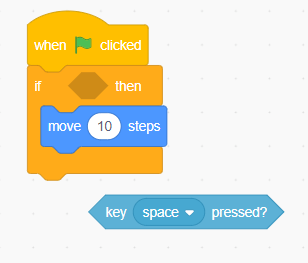 when clicked
if then
move 10 steps
key space pressed?